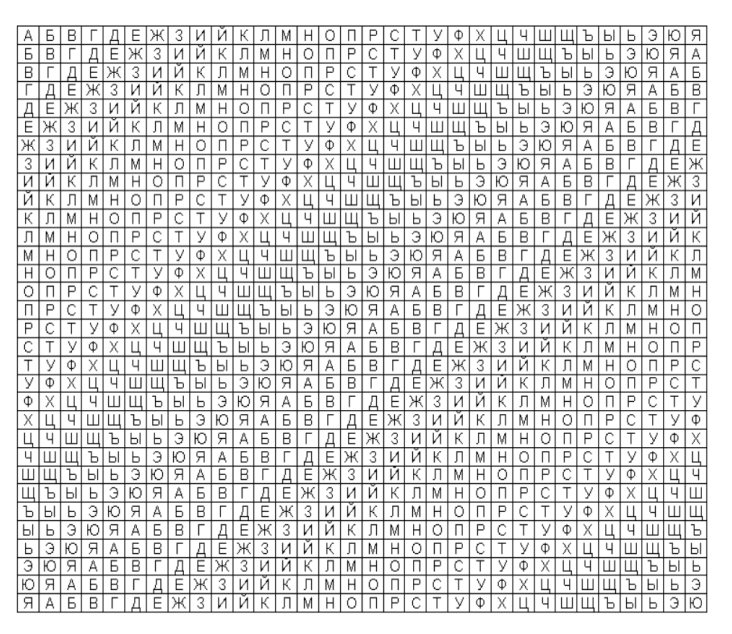 А Б В Г Д Е Ж З И Й К Л М Н О П Р С Т У Ф Х Ц Ч Ш Щ Ъ Ы Ь Э Ю Я
Б В Г Д Е Ж З И Й К Л М Н О П Р С Т У Ф Х Ц Ч Ш Щ Ъ Ы Ь Э Ю Я А
В Г Д Е Ж З И Й К Л М Н О П Р С Т У Ф Х Ц Ч Ш Щ Ъ Ы Ь Э Ю Я А Б
Г Д Е Ж З И Й К Л М Н О П Р С Т У Ф Х Ц Ч Ш Щ Ъ Ы Ь Э Ю Я А Б В
Д Е Ж З И Й К Л М Н О П Р С Т У Ф Х Ц Ч Ш Щ Ъ Ы Ь Э Ю Я А Б В Г
Е Ж З И Й К Л М Н О П Р С Т У Ф Х Ц Ч Ш Щ Ъ Ы Ь Э Ю Я А Б В Г Д
Ж З И Й К Л М Н О П Р С Т У Ф Х Ц Ч Ш Щ Ъ Ы Ь Э Ю Я А Б В Г Д Е
З И Й К Л М Н О П Р С Т У Ф Х Ц Ч Ш Щ Ъ Ы Ь Э Ю Я А Б В Г Д Е Ж
И Й К Л М Н О П Р С Т У Ф Х Ц Ч Ш Щ Ъ Ы Ь Э Ю Я А Б В Г Д Е Ж З
Й К Л М Н О П Р С Т У Ф Х Ц Ч Ш Щ Ъ Ы Ь Э Ю Я А Б В Г Д Е Ж З И
К Л М Н О П Р С Т У Ф Х Ц Ч Ш Щ Ъ Ы Ь Э Ю Я А Б В Г Д Е Ж З И Й
Л М Н О П Р С Т У Ф Х Ц Ч Ш Щ Ъ Ы Ь Э Ю Я А Б В Г Д Е Ж З И Й К
М Н О П Р С Т У Ф Х Ц Ч Ш Щ Ъ Ы Ь Э Ю Я А Б В Г Д Е Ж З И Й К Л
Н О П Р С Т У Ф Х Ц Ч Ш Щ Ъ Ы Ь Э Ю Я А Б В Г Д Е Ж З И Й К Л М
О П Р С Т У Ф Х Ц Ч Ш Щ Ъ Ы Ь Э Ю Я А Б В Г Д Е Ж З И Й К Л М Н
П Р С Т У Ф Х Ц Ч Ш Щ Ъ Ы Ь Э Ю Я А Б В Г Д Е Ж З И Й К Л М Н О
Р С Т У Ф Х Ц Ч Ш Щ Ъ Ы Ь Э Ю Я А Б В Г Д Е Ж З И Й К Л М Н О П
С Т У Ф Х Ц Ч Ш Щ Ъ Ы Ь Э Ю Я А Б В Г Д Е Ж З И Й К Л М Н О П Р
Т У Ф Х Ц Ч Ш Щ Ъ Ы Ь Э Ю Я А Б В Г Д Е Ж З И Й К Л М Н О П Р С
У Ф Х Ц Ч Ш Щ Ъ Ы Ь Э Ю Я А Б В Г Д Е Ж З И Й К Л М Н О П Р С Т
Ф Х Ц Ч Ш Щ Ъ Ы Ь Э Ю Я А Б В Г Д Е Ж З И Й К Л М Н О П Р С Т У
Х Ц Ч Ш Щ Ъ Ы Ь Э Ю Я А Б В Г Д Е Ж З И Й К Л М Н О П Р С Т У Ф
Ц Ч Ш Щ Ъ Ы Ь Э Ю Я А Б В Г Д Е Ж З И Й К Л М Н О П Р С Т У Ф Х
Ч Ш Щ Ъ Ы Ь Э Ю Я А Б В Г Д Е Ж З И Й К Л М Н О П Р С Т У Ф Х Ц
Ш Щ Ъ Ы Ь Э Ю Я А Б В Г Д Е Ж З И Й К Л М Н О П Р С Т У Ф Х Ц Ч
Щ Ъ Ы Ь Э Ю Я А Б В Г Д Е Ж З И Й К Л М Н О П Р С Т У Ф Х Ц Ч Ш
Ъ Ы Ь Э Ю Я А Б В Г Д Е Ж З И Й К Л М Н О П Р С Т У Ф Х Ц Ч Ш Щ
Ы Ь Э Ю Я А Б В Г Д Е Ж З И Й К Л М Н О П Р С Т У Ф Х Ц Ч Ш Щ Ъ
Ь Э Ю Я А Б В Г Д Е Ж З И Й К Л М Н О П Р С Т У Ф Х Ц Ч Ш Щ Ъ Ы
Э Ю Я А Б В Г Д Е Ж З И Й К Л М Н О П Р С Т У Ф Х Ц Ч Ш Щ Ъ Ы Ь
Ю Я А Б В Г Д Е Ж З И Й К Л М Н О П Р С Т У Ф Х Ц Ч Ш Щ Ъ Ы Ь Э
Я А Б В Г Д Е Ж З И Й К Л М Н О П Р С Т У Ф Х Ц Ч Ш Щ Ъ Ы Ь Э Ю